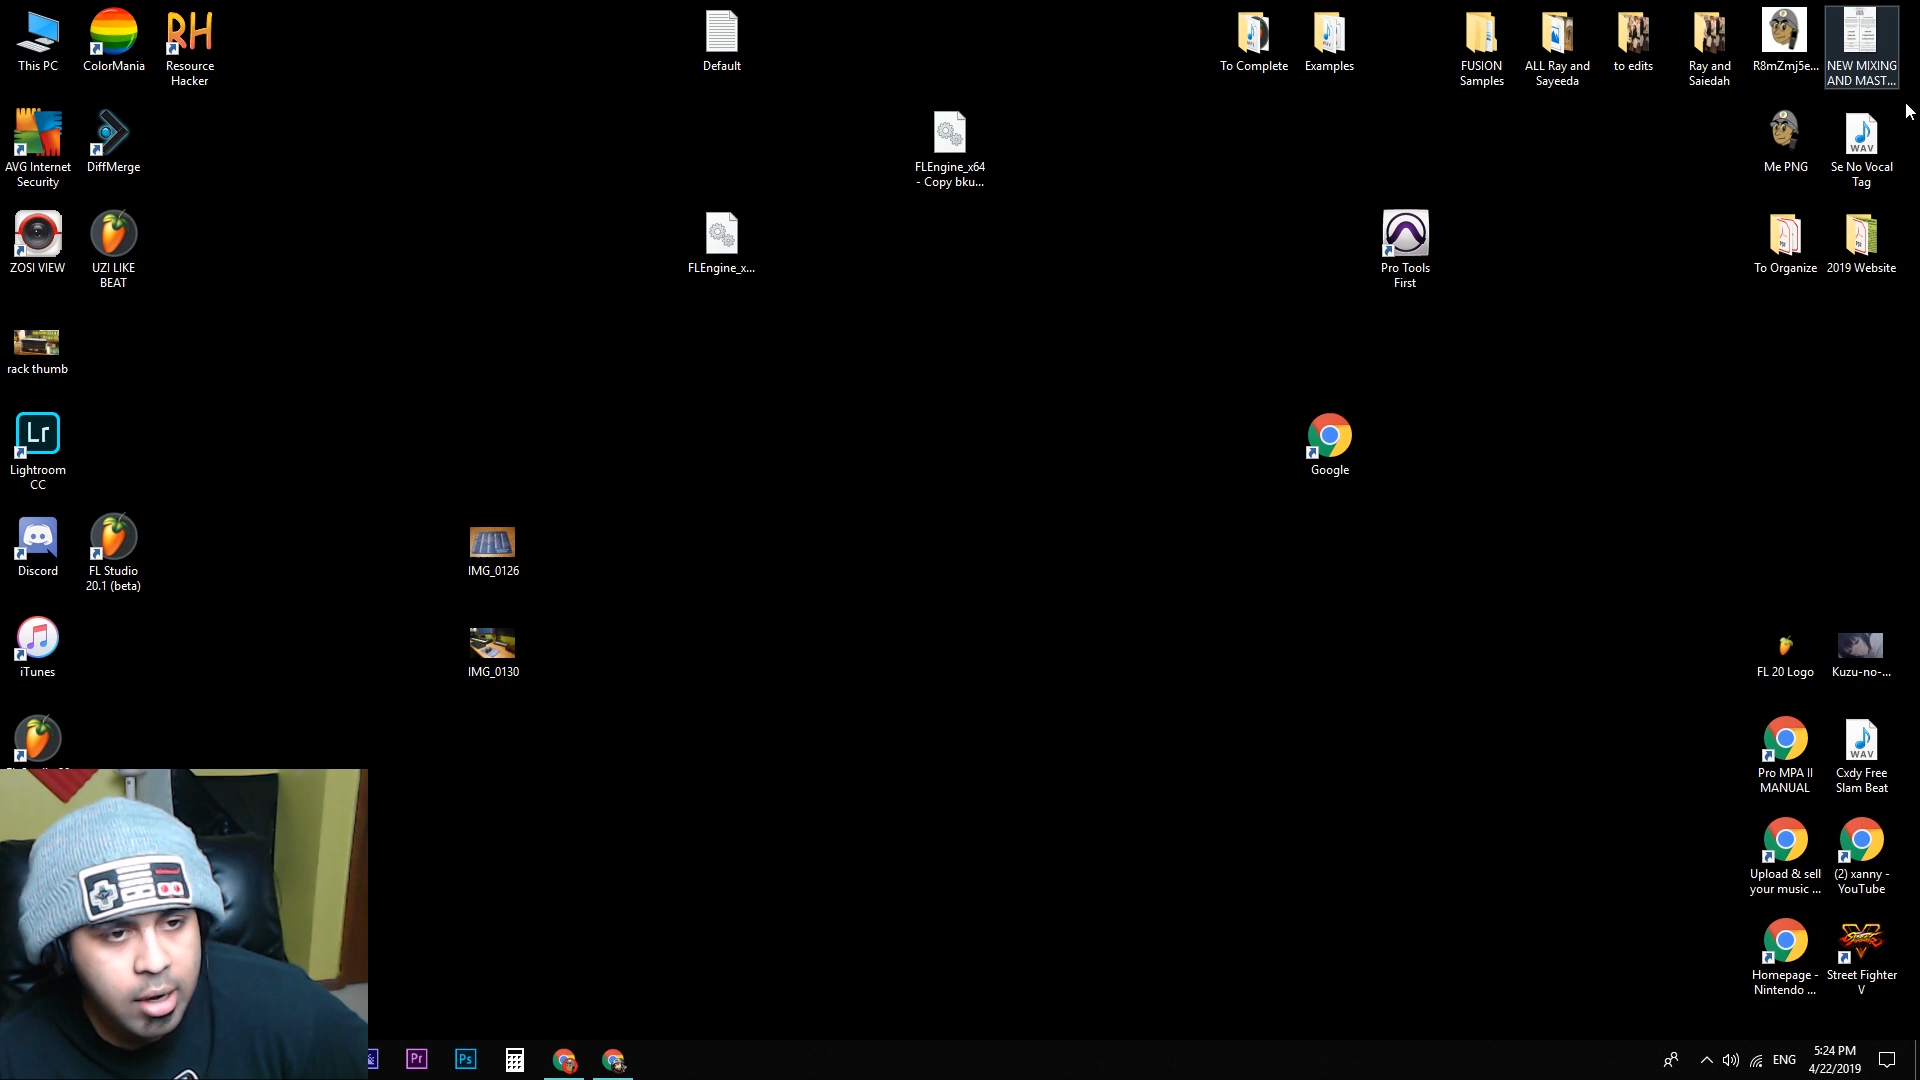 This PC
ColorMania
Resource
Hacker
Default
To Complete
Examples
FUSION
Samples
ALL Ray and
Sayeeda
to edits
Ray and
Saiedah
R8mZmj5e...
NEW MIXING
AND MAST...
AVG Internet
Security
DiffMerge
FLEngine_x64
- Copy bku...
Me PNG
WAV
Se No Vocal
Tag
ZOSI VIEW
UZI LIKE
BEAT
FLEngine_x...
Pro Tools
First
To Organize
2019 Website
rack thumb
Lr
Lightroom
CC
Google
Discord
FL Studio
20.1 (beta)
IMG_0126
iTunes
IMG_0130
FL 20 Logo
Kuzu-no-...
Pro MPA II
MANUAL
WAV
Cxdy Free
Slam Beat
Upload & sell
your music ...
(2) xanny -
YouTube
Homepage -
Nintendo ...
Street Fighter
V
Pr
Ps
ENG
5:24 PM
4/22/2019